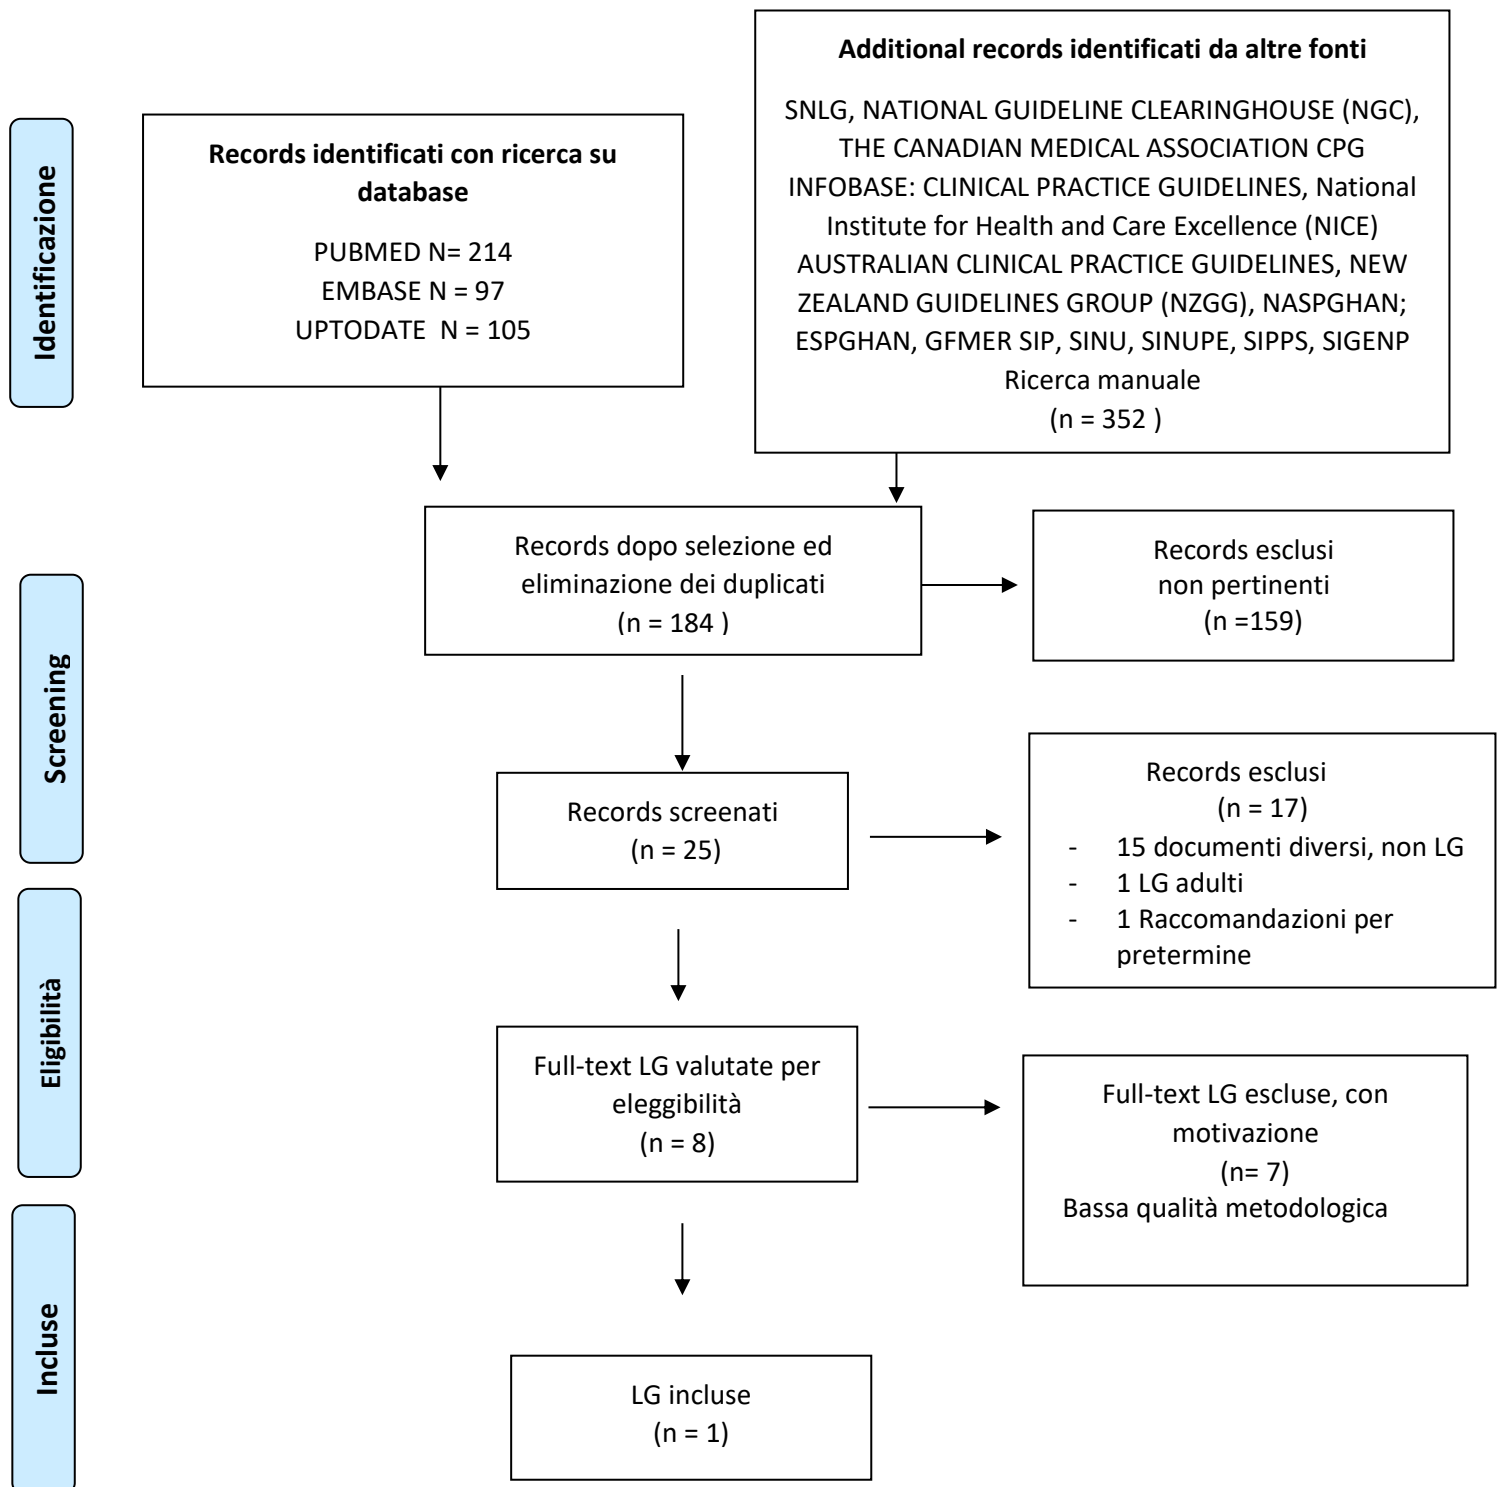 Identificazione
Records identificati con ricerca su
database
PUBMED N= 214
EMBASE N = 97
UPTODATE N = 105
Additional records identificati da altre fonti
SNLG, NATIONAL GUIDELINE CLEARINGHOUSE (NGC),
THE CANADIAN MEDICAL ASSOCIATION CPG
INFOBASE: CLINICAL PRACTICE GUIDELINES, National
Institute for Health and Care Excellence (NICE)
AUSTRALIAN CLINICAL PRACTICE GUIDELINES, NEW
ZEALAND GUIDELINES GROUP (NZGG), NASPGHAN;
ESPGHAN, GFMER SIP, SINU, SINUPE, SIPPS, SIGENP
Ricerca manuale
(n = 352 )
Screening
Records dopo selezione ed
eliminazione dei duplicati
(n = 184 )
Records esclusi
non pertinenti
(n =159)
Records screenati
(n = 25)
Records esclusi
(n = 17)
- 15 documenti diversi, non LG
- 1 LG adulti
- 1 Raccomandazioni per
pretermine
Eligibilità
Full-text LG valutate per
eleggibilità
(n = 8)
Full-text LG escluse, con
motivazione
(n= 7)
Bassa qualità metodologica
Incluse
LG incluse
(n = 1)